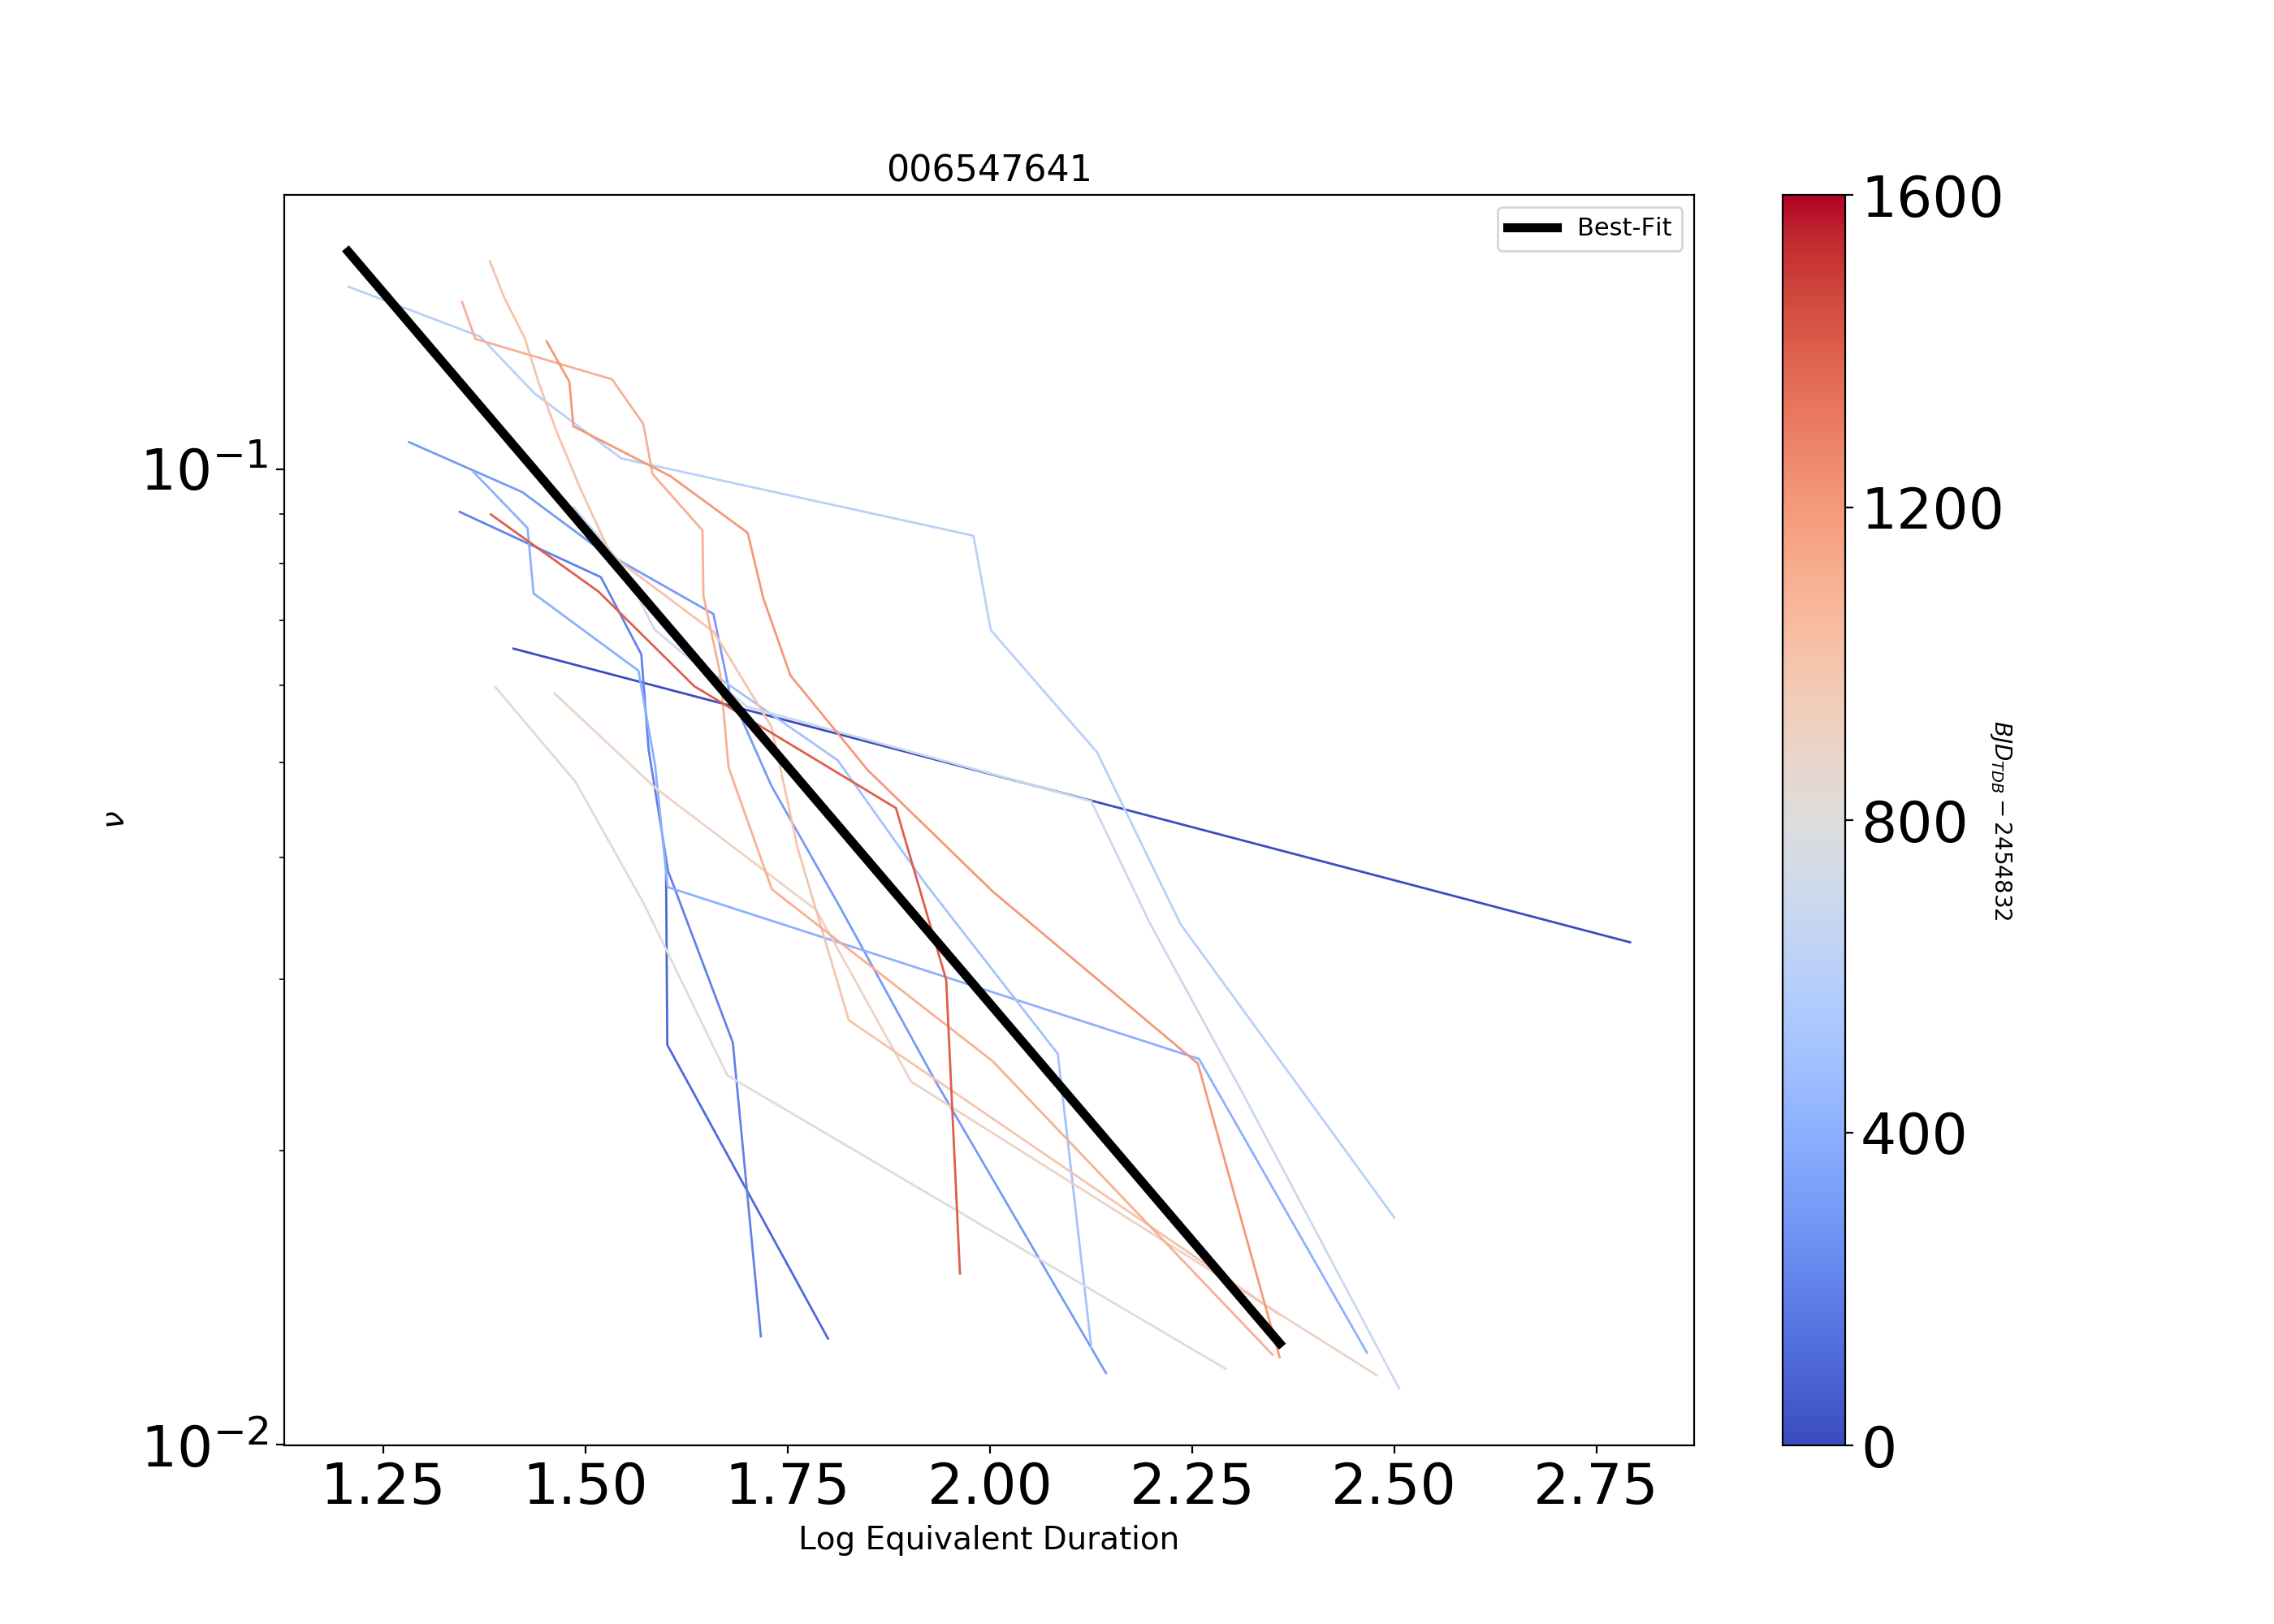 006547641
Best-Fit
10⁻¹
10⁻²
ν
1.25 1.50 1.75 2.00 2.25 2.50 2.75
Log Equivalent Duration
1600
1200
800
400
0
BJD_TDB − 2454832